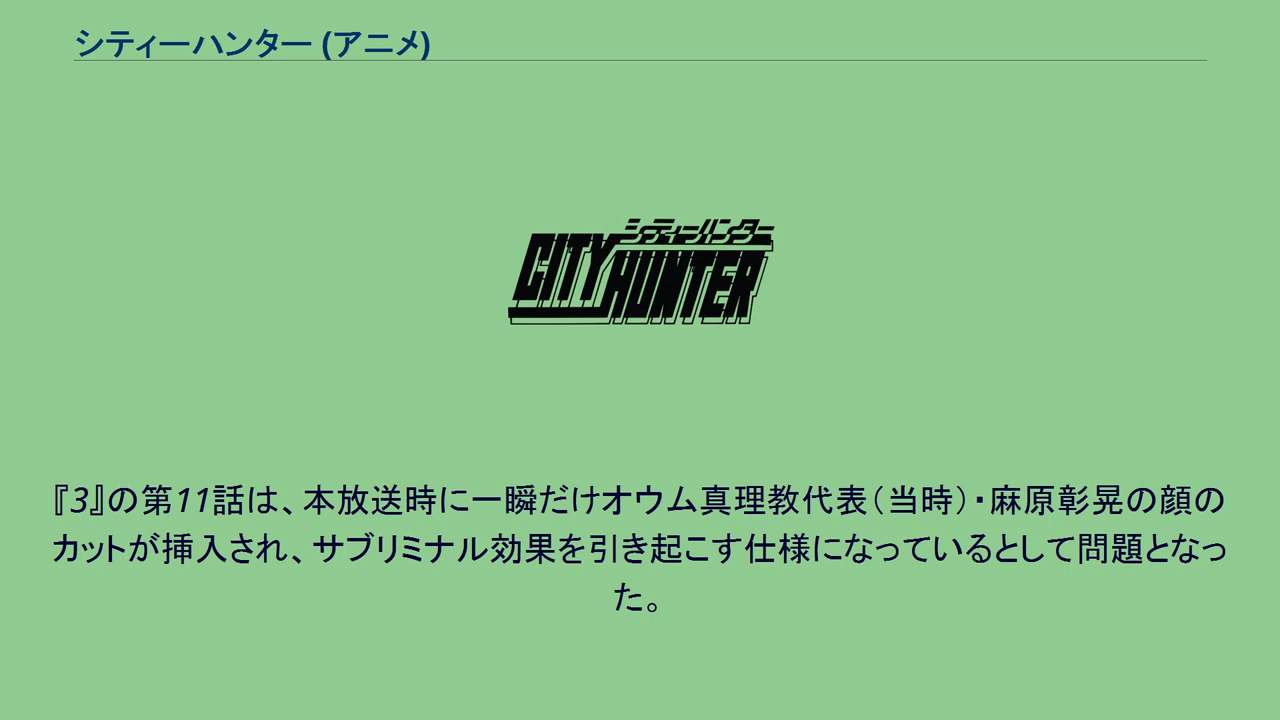 シティーハンター (アニメ)
シティーハンター
CITY HUNTER
『3』の第11話は、本放送時に一瞬だけオウム真理教代表（当時）・麻原彰晃の顔の
カットが挿入され、サブリミナル効果を引き起こす仕様になっているとして問題となっ
た。